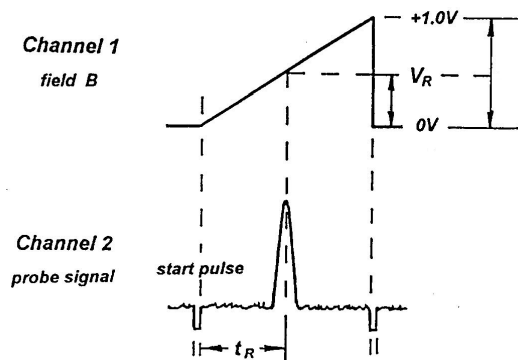 Channel 1
field B
+1.0V
V_R
0V
Channel 2
probe signal
start pulse
t_R